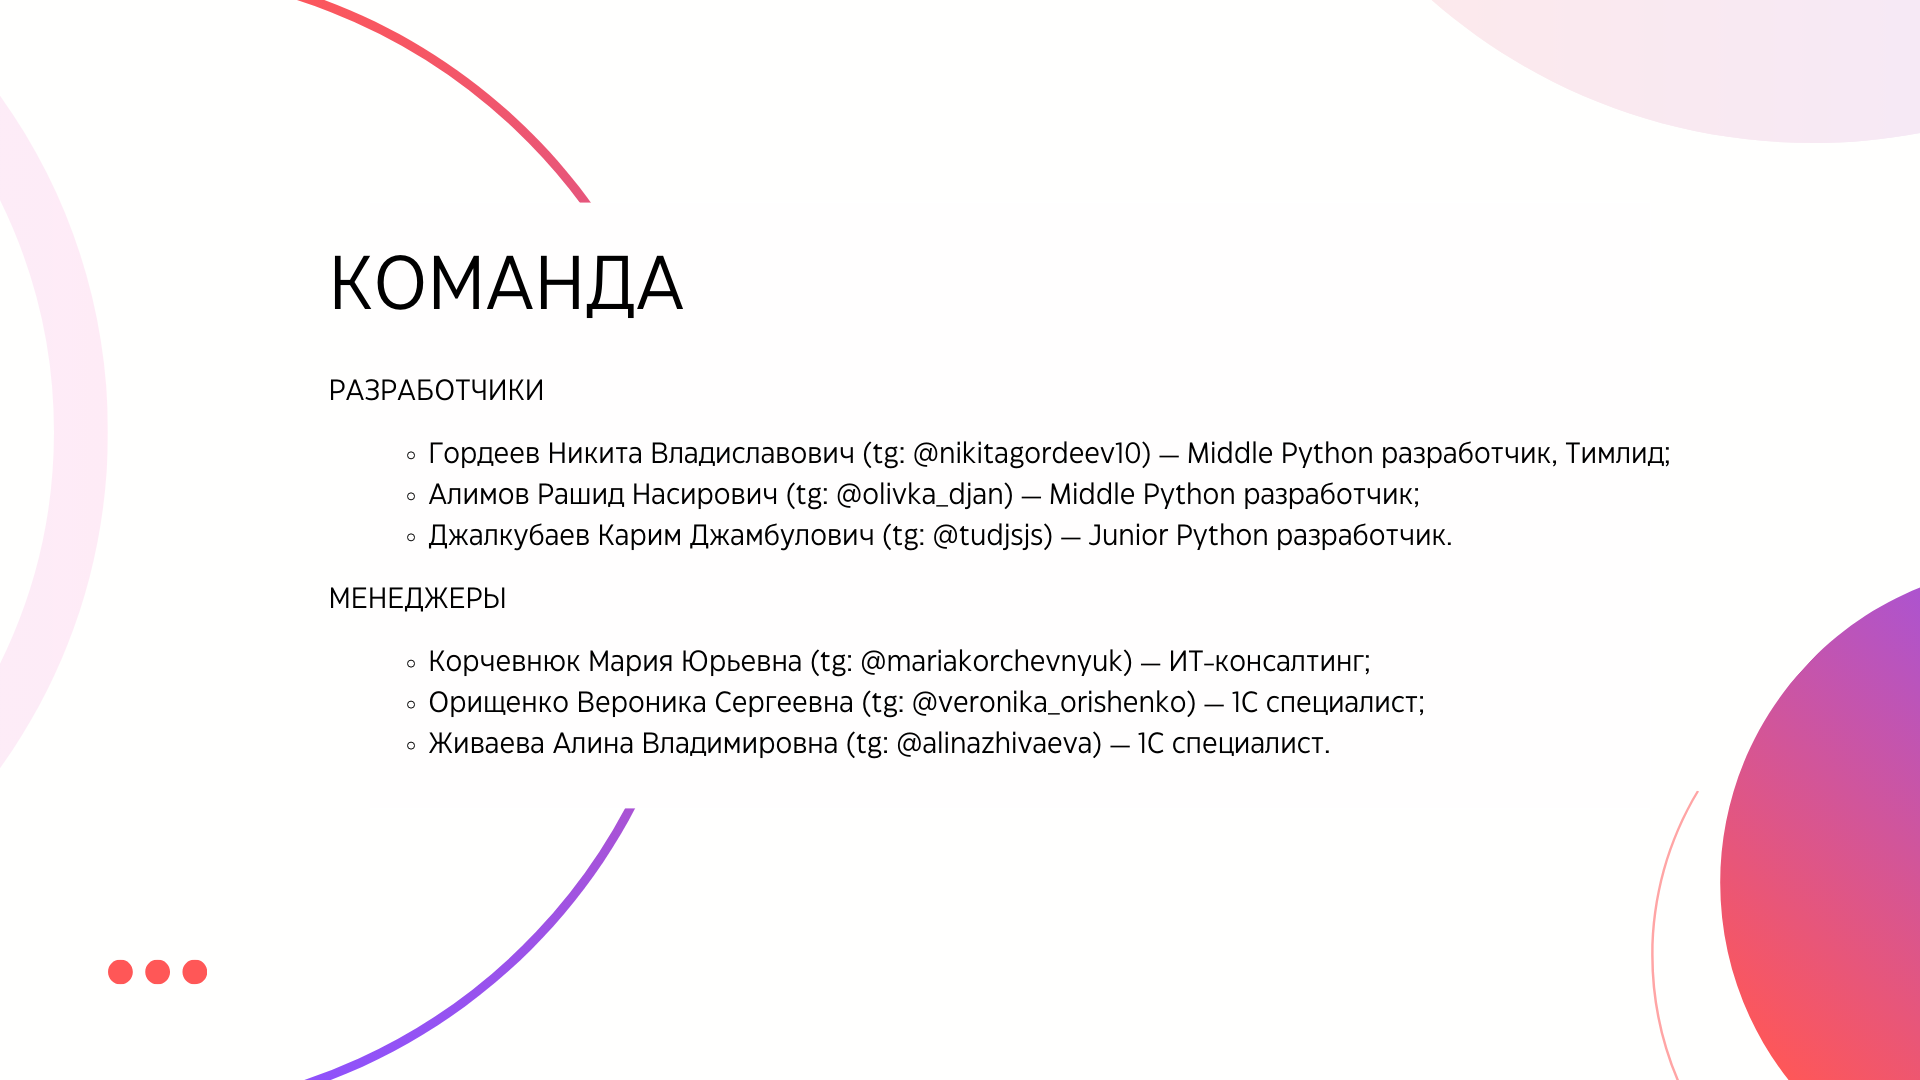 КОМАНДА
РАЗРАБОТЧИКИ
Гордеев Никита Владиславович (tg: @nikitagordeev10) — Middle Python разработчик, Тимлид;
Алимов Рашид Насирович (tg: @olivka_djan) — Middle Python разработчик;
Джалкубаев Карим Джамбулович (tg: @tudjsjs) — Junior Python разработчик.
МЕНЕДЖЕРЫ
Корчевнюк Мария Юрьевна (tg: @mariakorchevnyuk) — ИТ-консалтинг;
Орищенко Вероника Сергеевна (tg: @veronika_orishenko) — 1С специалист;
Живаева Алина Владимировна (tg: @alinazhivaeva) — 1С специалист.